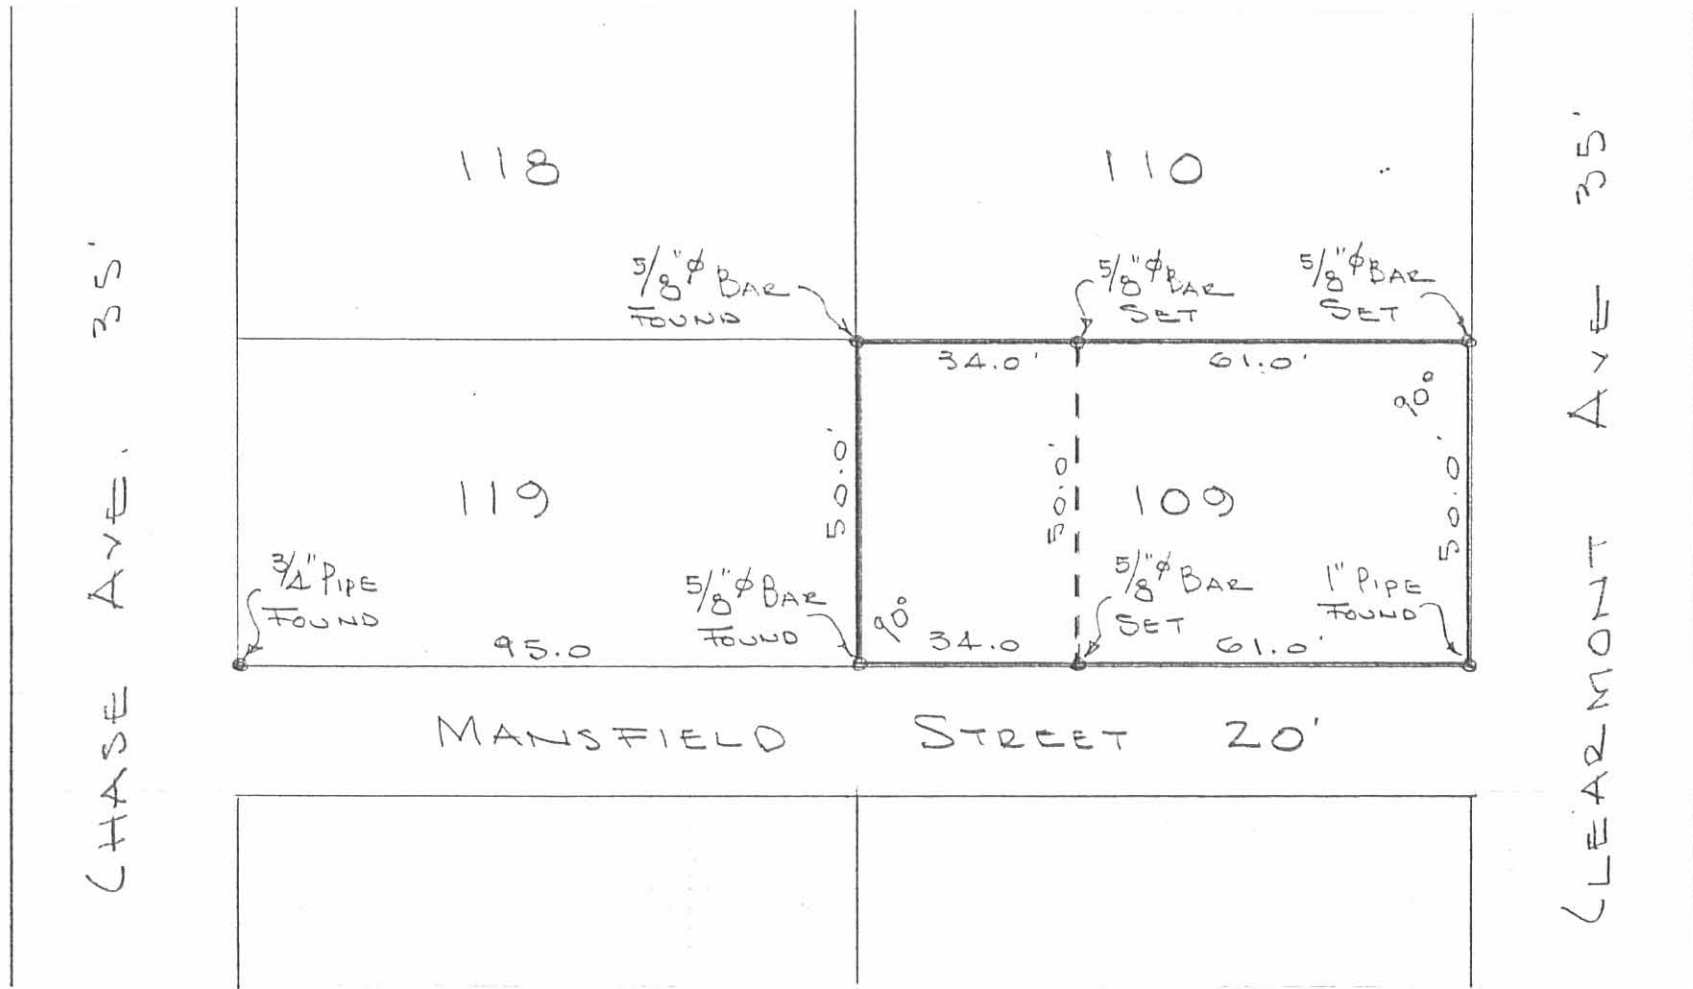 118
110
CHASE AVE. 35'
CLEARMONT AVE 35'
5/8"ϕ BAR
FOUND
5/8"ϕ BAR
SET
5/8"ϕ BAR
SET
34.0'
61.0'
90°
50.0'
50.0'
50.0'
119
109
3/4" PIPE
FOUND
5/8"ϕ BAR
FOUND
90°
5/8"ϕ BAR
SET
1" PIPE
FOUND
95.0
34.0
61.0'
MANSFIELD STREET 20'